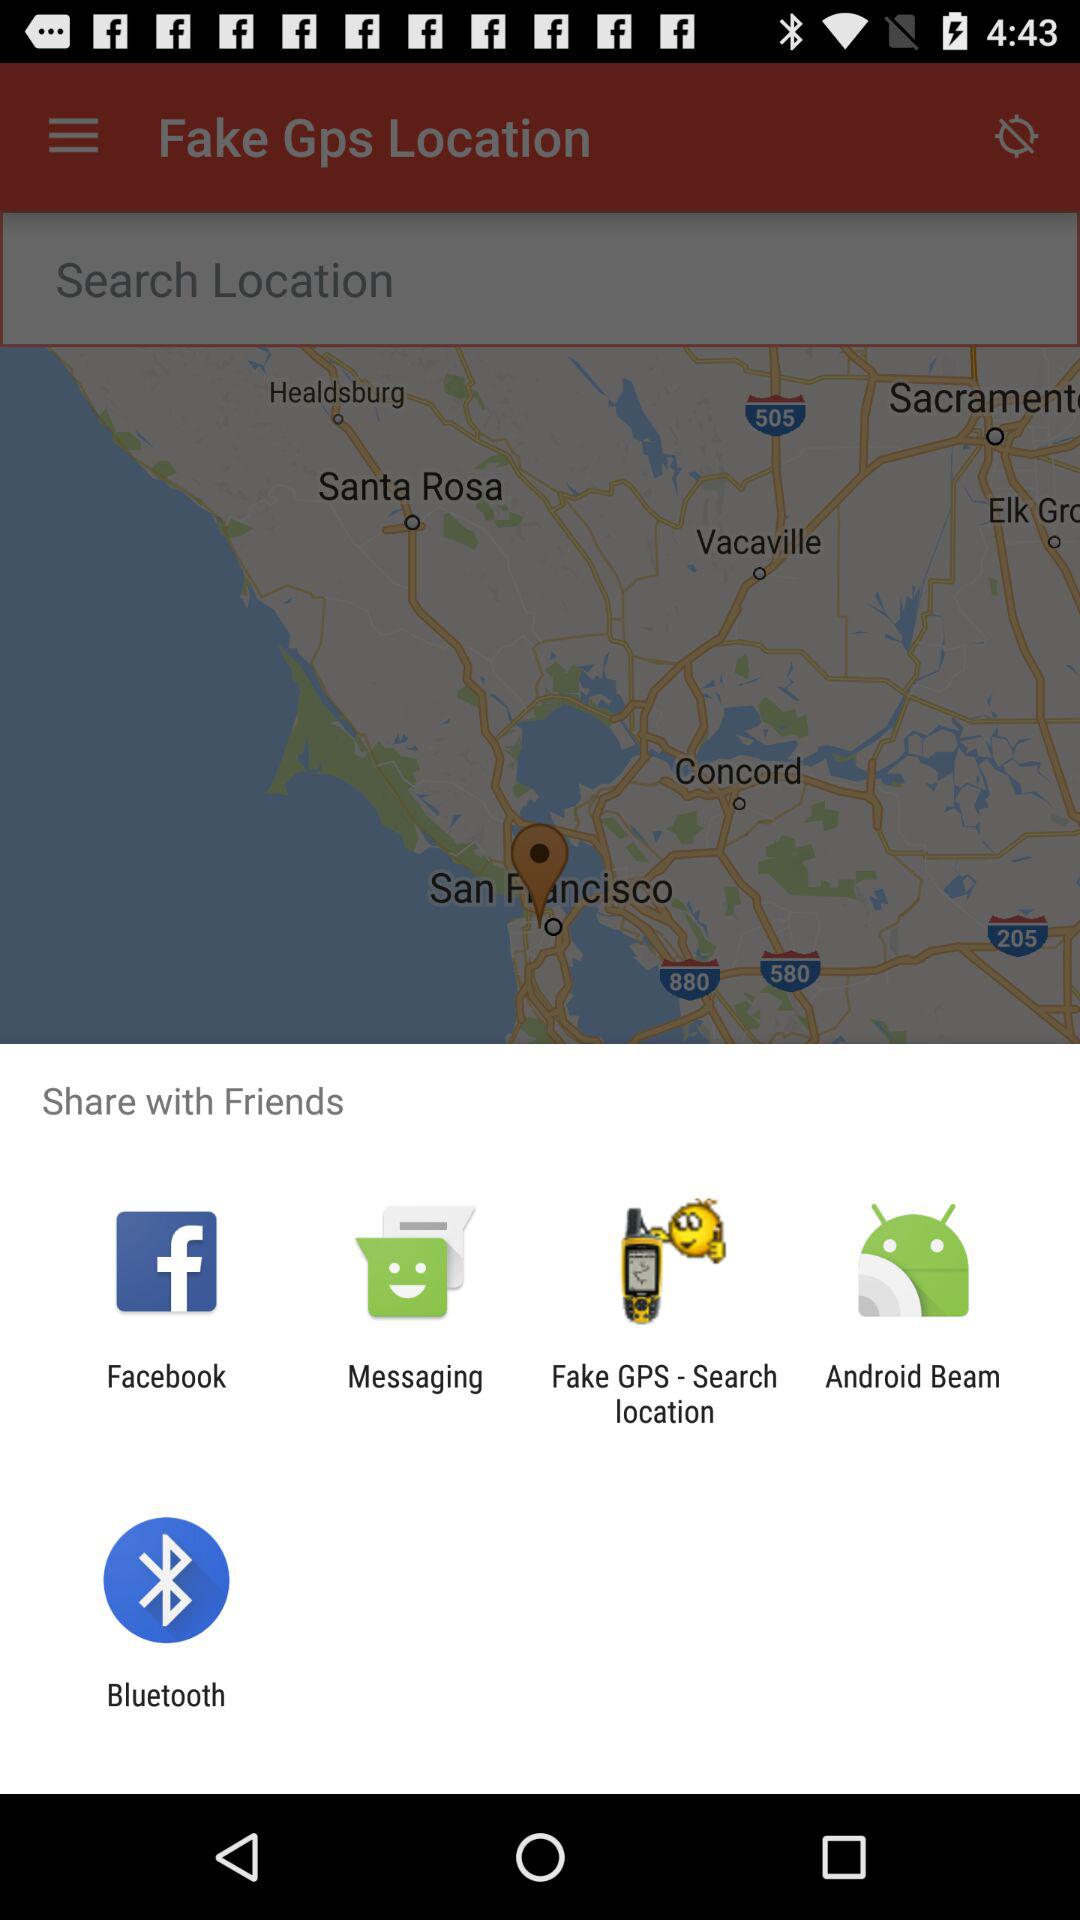 4:43
Fake Gps Location
Search Location
Healdsburg
505
Sacrament
Santa Rosa
Elk Gro
Vacaville
Concord
San Francisco
205
580
880
Share with Friends
Facebook
Messaging
Fake GPS - Search
location
Android Beam
Bluetooth